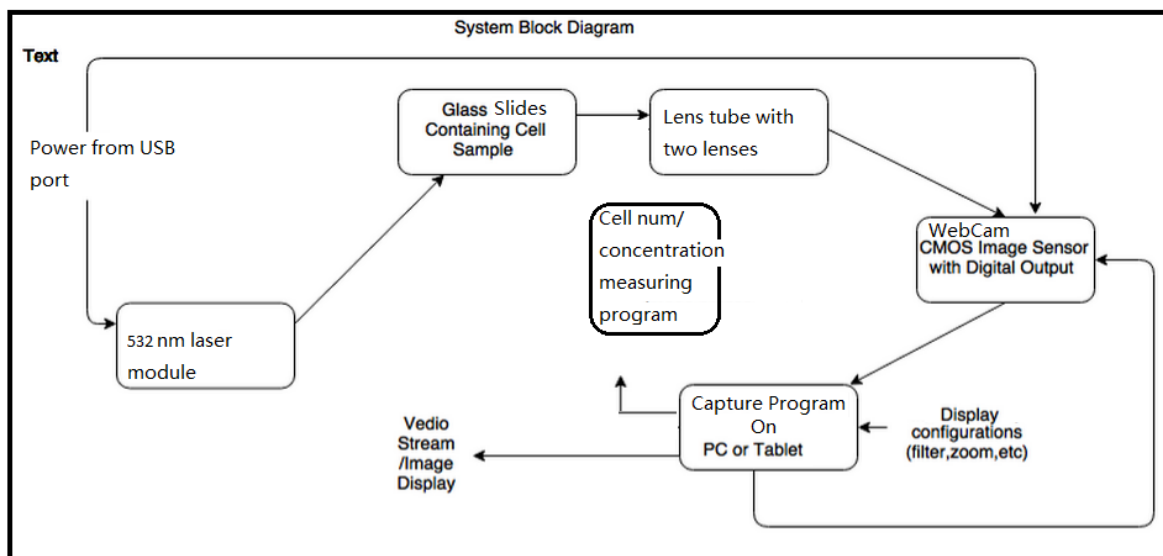 System Block Diagram
Text
Power from USB
port
Glass Slides
Containing Cell
Sample
Lens tube with
two lenses
Cell num/
concentration
measuring
program
WebCam
CMOS Image Sensor
with Digital Output
532 nm laser
module
Capture Program
On
PC or Tablet
Vedio
Stream
/Image
Display
Display
configurations
(filter,zoom,etc)